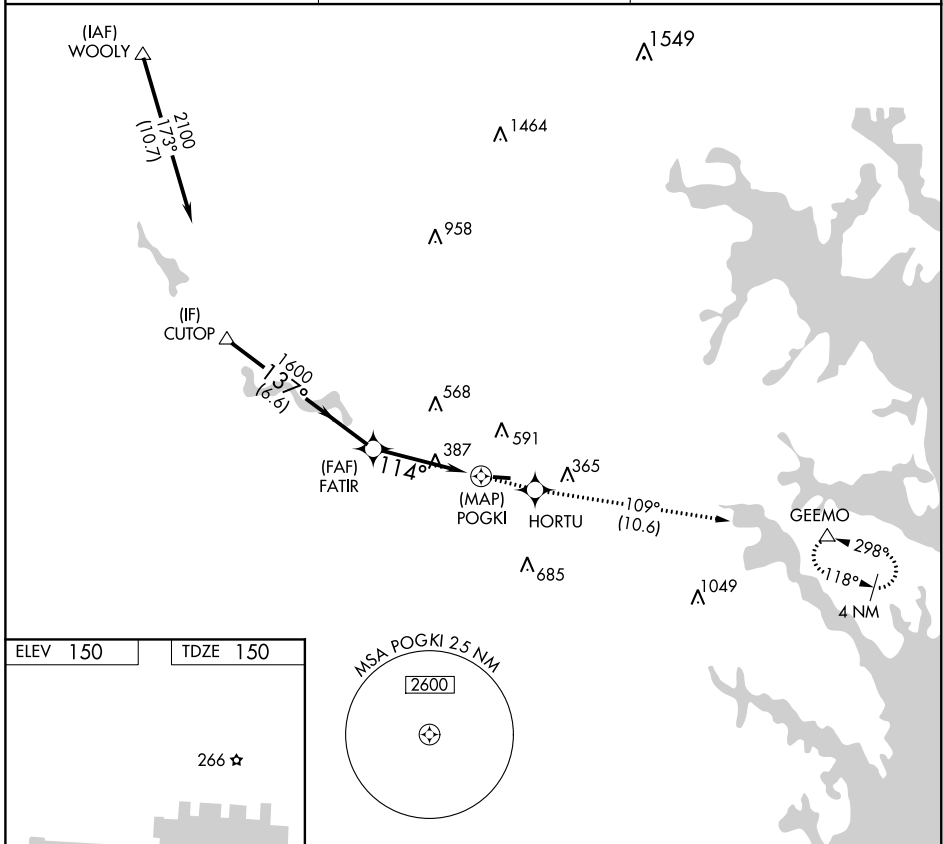 (IAF)
WOOLY
1549
2100
173°
(10.7)
1464
958
(IF)
CUTOP
1600
137°
(6.6)
568
591
387
(FAF)
FATIR
114°
365
(MAP)
POGKI
HORTU
109°
(10.6)
GEEMO
298°
118°
4 NM
685
1049
ELEV 150
TDZE 150
MSA POGKI 25 NM
2600
266